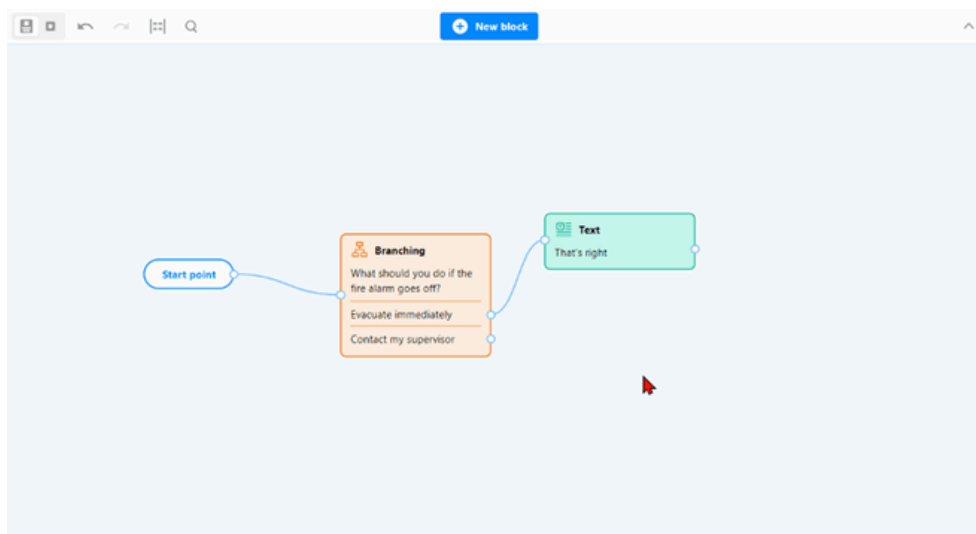 New block
Start point
Branching
What should you do if the
fire alarm goes off?
Evacuate immediately
Contact my supervisor
Text
That's right